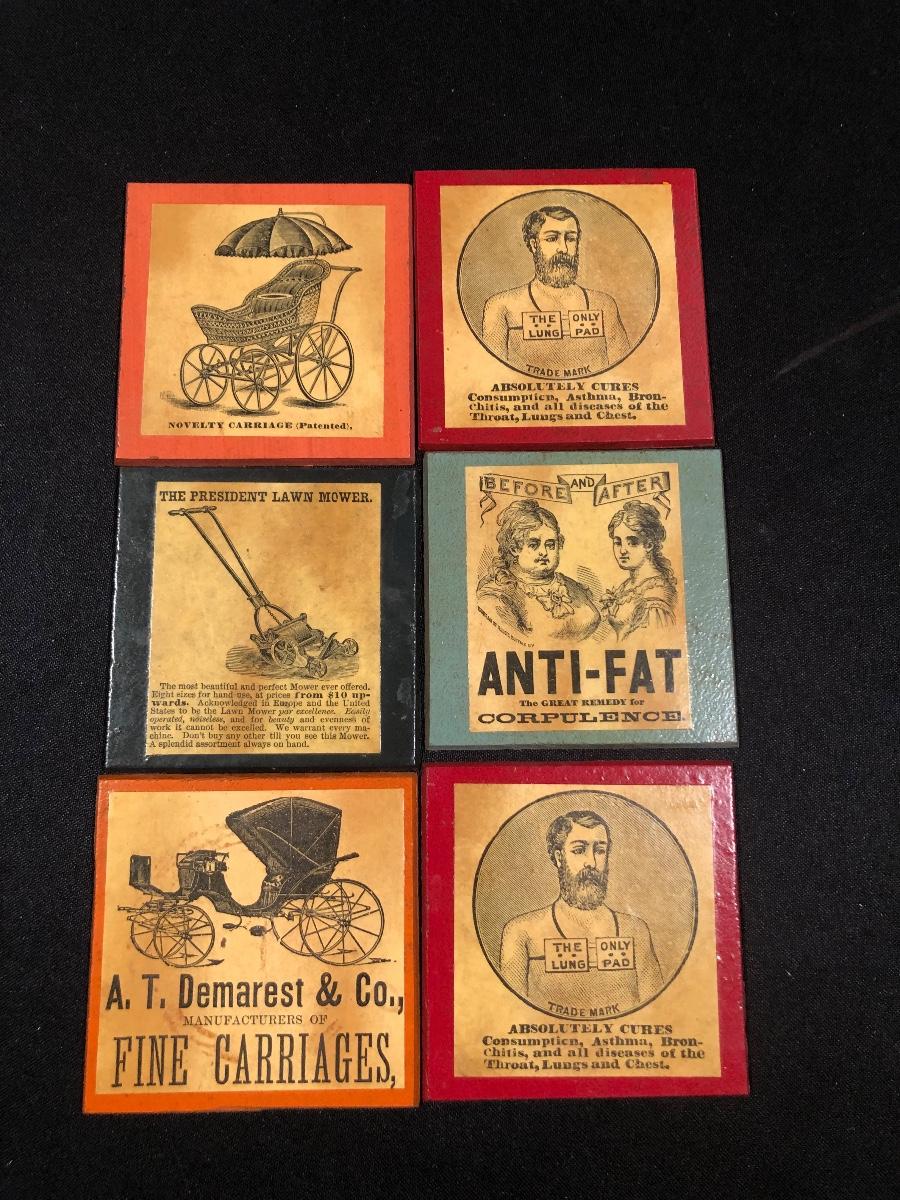 NOVELTY CARRIAGE (Patented),
THE ONLY
LUNG PAD
TRADE MARK
ABSOLUTELY CURES
Consumption, Asthma, Bron-
chitis, and all diseases of the
Throat, Lungs and Chest.
THE PRESIDENT LAWN MOWER.
The most beautiful and perfect Mower ever offered.
Eight sizes for hand-use, at prices from $10 up-
wards. Acknowledged in Europe and the United
States to be the Lawn Mower par excellence. Easily
operated, noiseless, and for beauty and evenness of
work it cannot be excelled. We warrant every ma-
chine. Don't buy any other till you see this Mower.
A splendid assortment always on hand.
BEFORE AND AFTER
ANTI-FAT
The GREAT REMEDY for
CORPULENCE.
A. T. Demarest & Co.,
MANUFACTURERS OF
FINE CARRIAGES,
THE ONLY
LUNG PAD
TRADE MARK
ABSOLUTELY CURES
Consumption, Asthma, Bron-
chitis, and all diseases of the
Throat, Lungs and Chest.